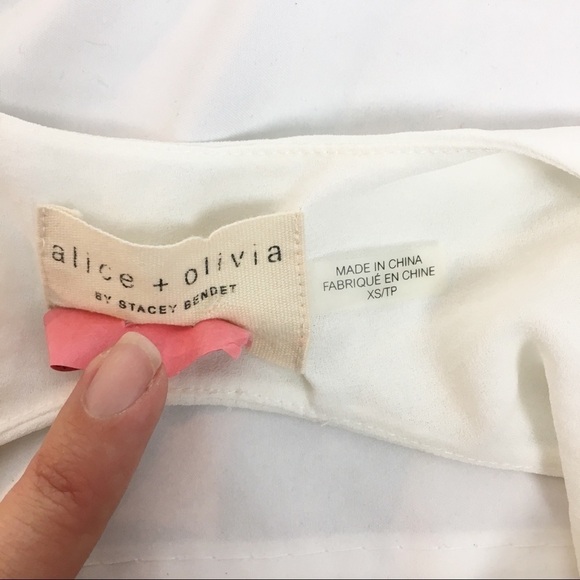 alice + olivia
BY STACEY BENDET
MADE IN CHINA
FABRIQUÉ EN CHINE
XS/TP